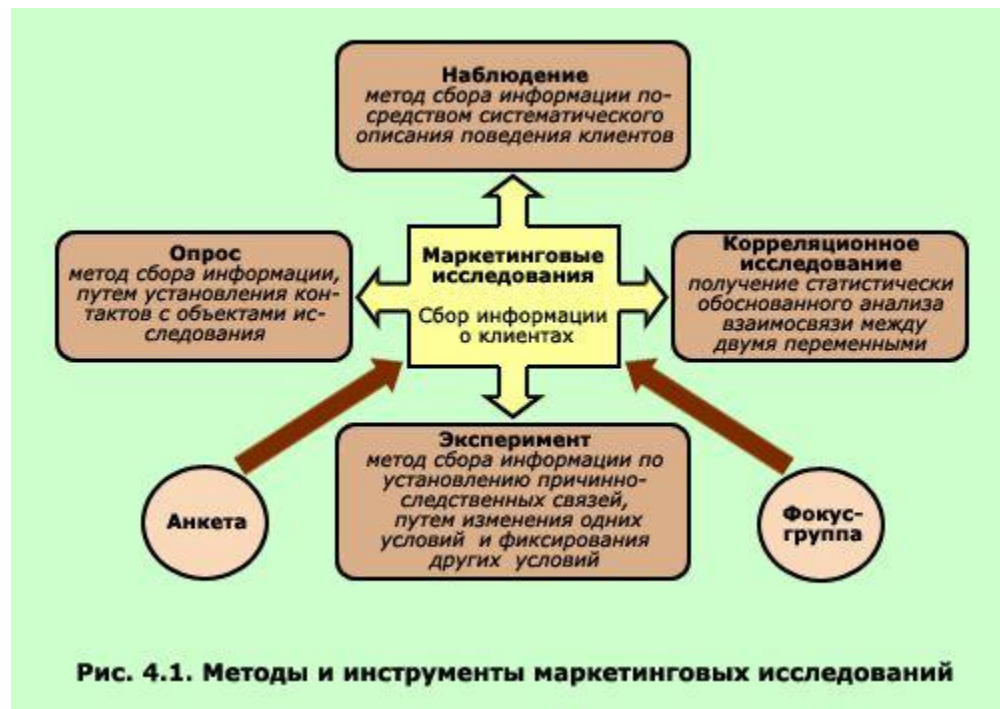 Наблюдение
метод сбора информации по-
средством систематического
описания поведения клиентов
Опрос
метод сбора информации,
путем установления кон-
тактов с объектами ис-
следования
Маркетинговые
исследования
Сбор информации
о клиентах
Корреляционное
исследование
получение статистически
обоснованного анализа
взаимосвязи между
двумя переменными
Эксперимент
метод сбора информации по
установлению причинно-
следственных связей,
путем изменения одних
условий и фиксирования
других условий
Анкета
Фокус-
группа
Рис. 4.1. Методы и инструменты маркетинговых исследований